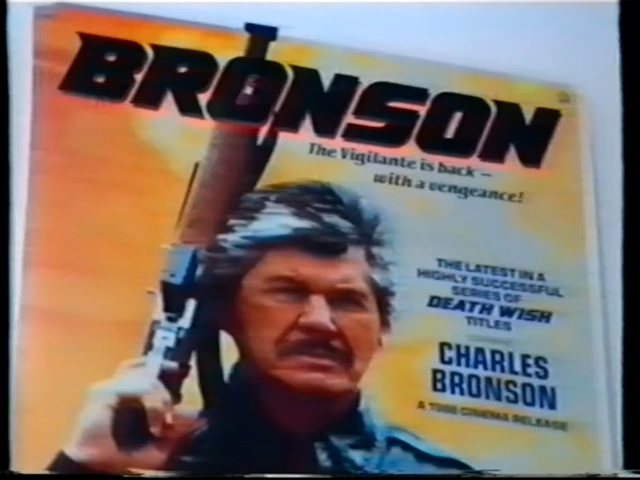 BRONSON
The Vigilante is back –
with a vengeance!
THE LATEST IN A
HIGHLY SUCCESSFUL
SERIES OF
DEATH WISH
TITLES
CHARLES
BRONSON
A 1986 CINEMA RELEASE